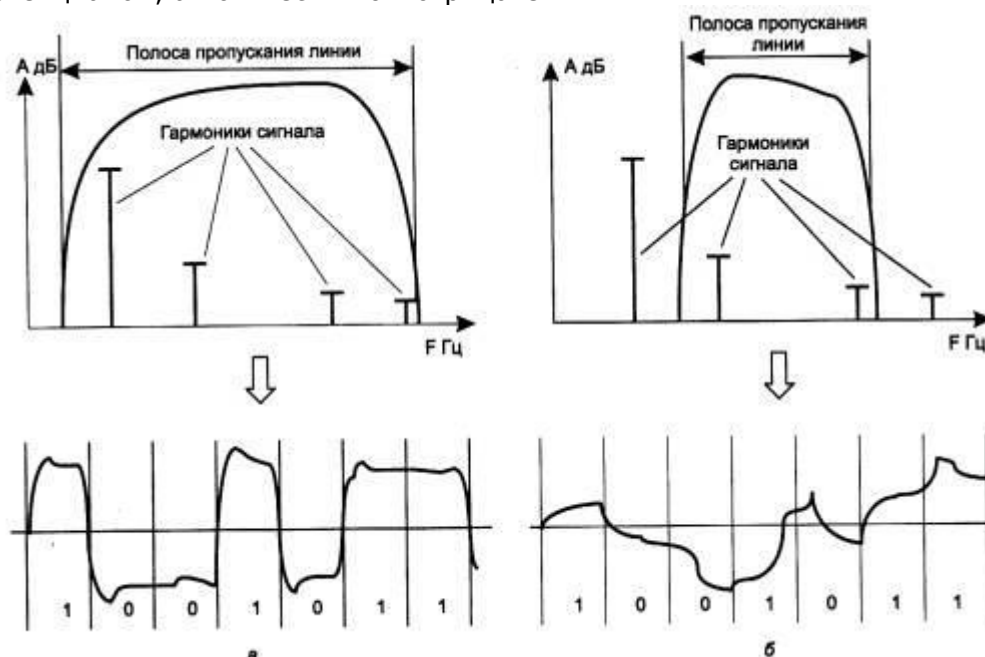 Полоса пропускания линии
А дБ
Гармоники сигнала
F Гц
1 0 0 1 0 1 1
Полоса пропускания
линии
А дБ
Гармоники
сигнала
F Гц
1 0 0 1 0 1 1
б